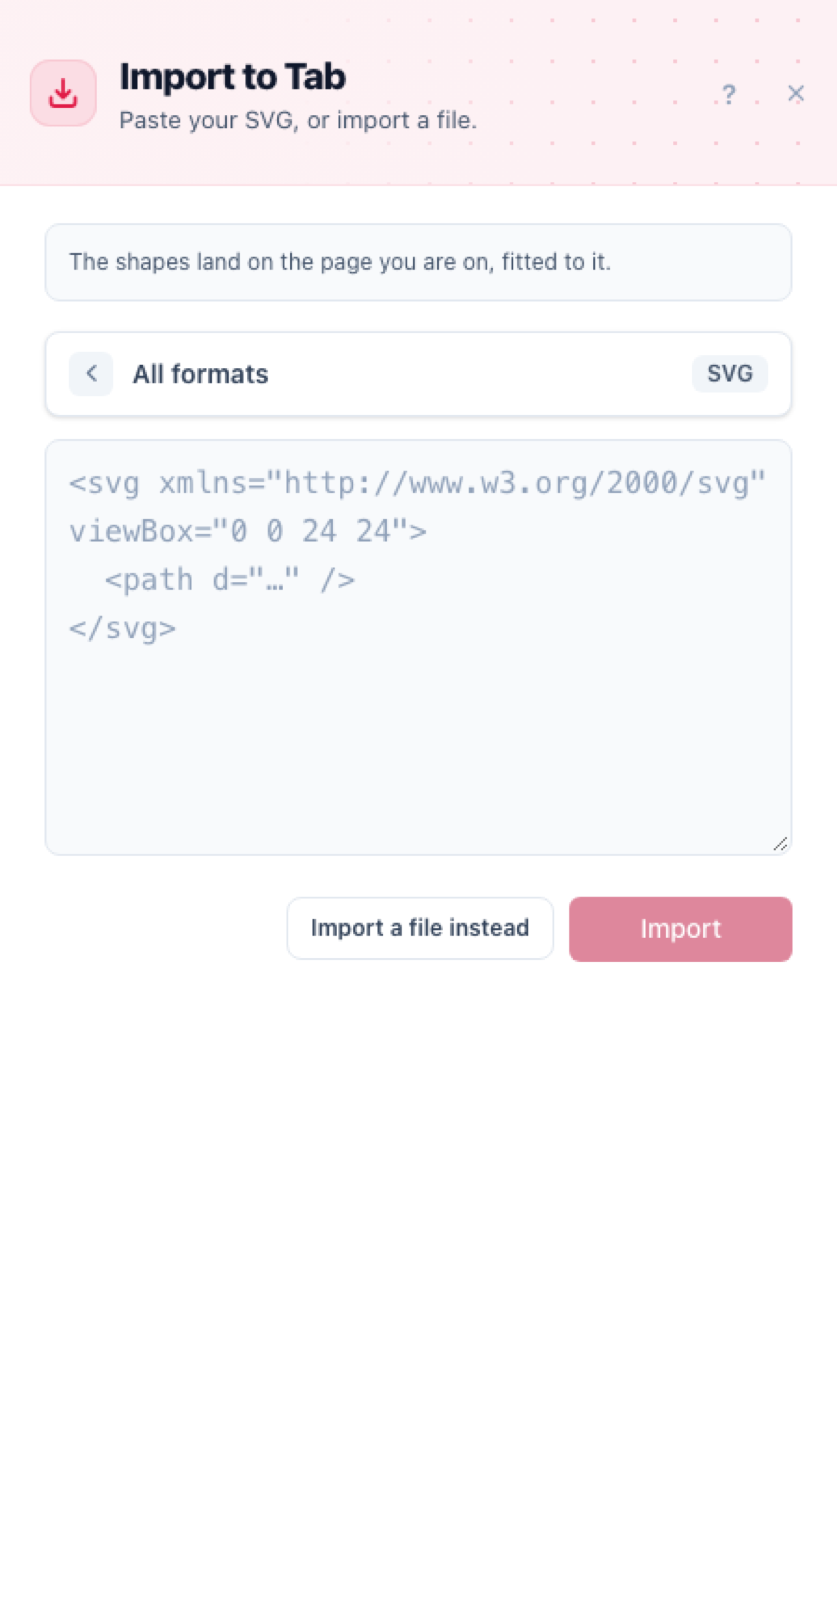 Import to Tab
Paste your SVG, or import a file.
?
The shapes land on the page you are on, fitted to it.
All formats
SVG
<svg xmlns="http://www.w3.org/2000/svg"
viewBox="0 0 24 24">
  <path d="…" />
</svg>
Import a file instead
Import